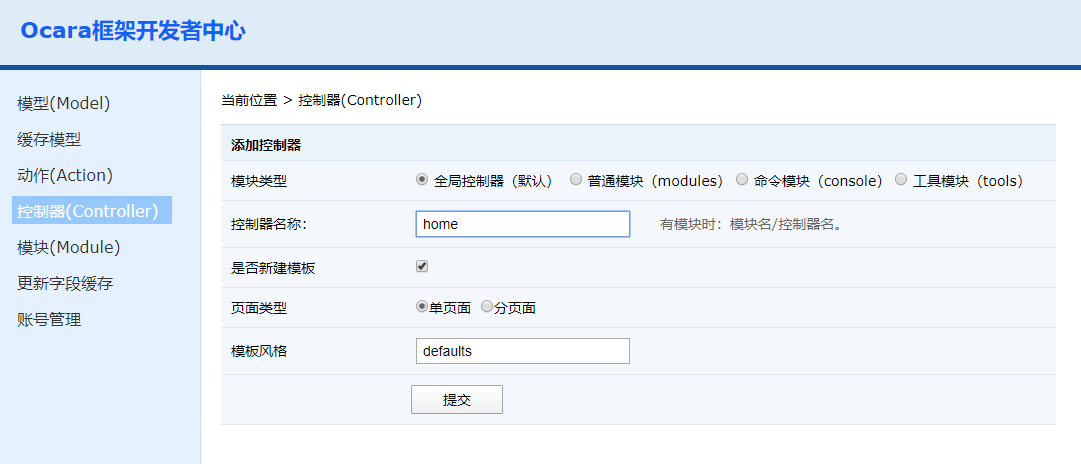 Ocara框架开发者中心
模型(Model)
缓存模型
动作(Action)
控制器(Controller)
模块(Module)
更新字段缓存
账号管理
当前位置 > 控制器(Controller)
添加控制器
模块类型 全局控制器（默认） 普通模块（modules） 命令模块（console） 工具模块（tools）
控制器名称： home 有模块时：模块名/控制器名。
是否新建模板
页面类型 单页面 分页面
模板风格 defaults
提交